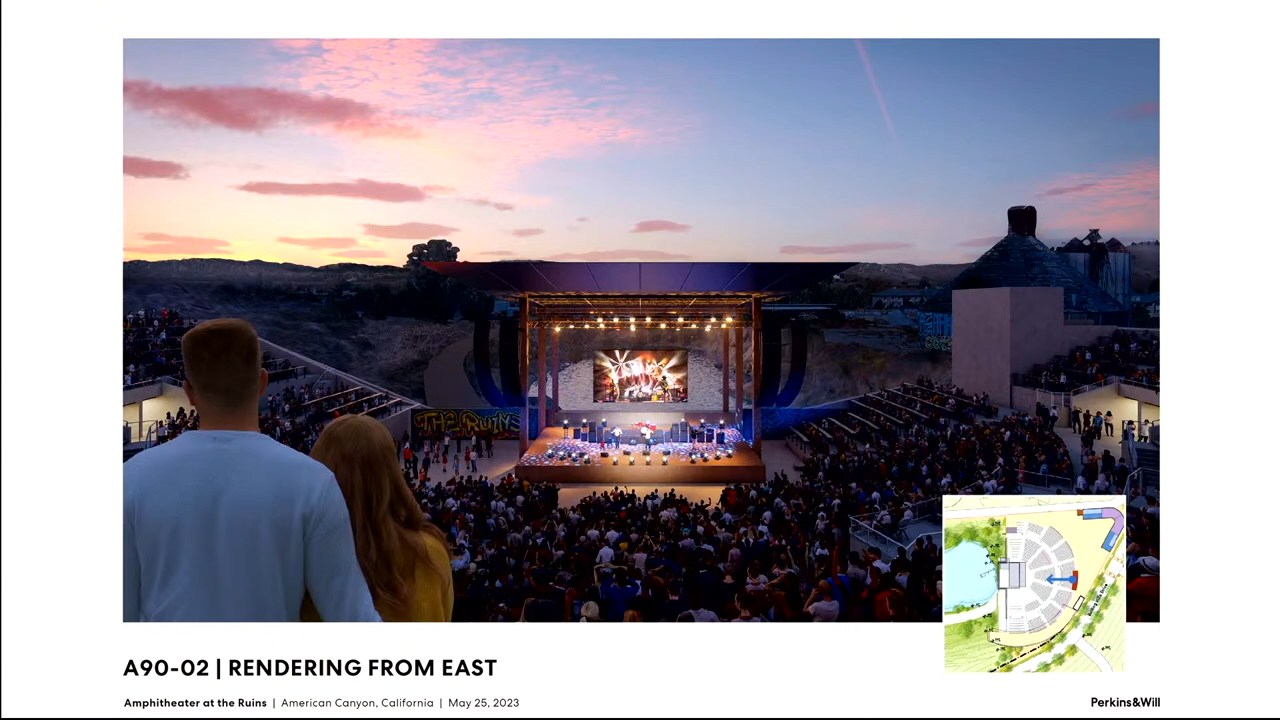 THE RUINS
A90-02 | RENDERING FROM EAST
Amphitheater at the Ruins | American Canyon, California | May 25, 2023
Perkins&Will